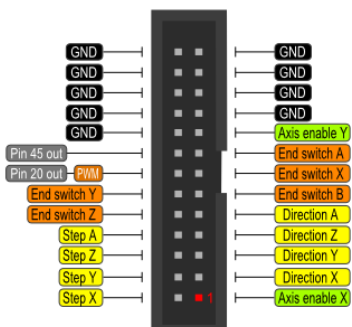 GND GND
GND GND
GND GND
GND GND
GND Axis enable Y
Pin 45 out End switch A
Pin 20 out PWM End switch X
End switch Y End switch B
End switch Z Direction A
Step A Direction Z
Step Z Direction Y
Step Y Direction X
Step X 1 Axis enable X